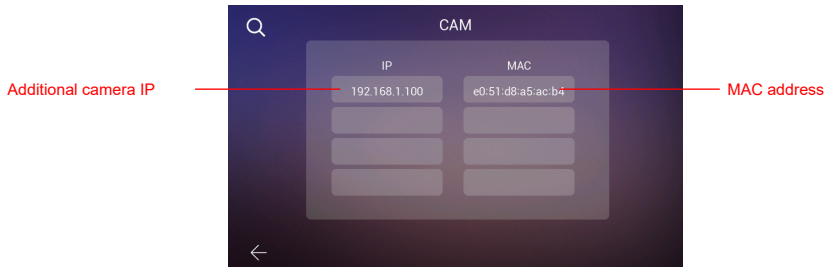 CAM
IP MAC
Additional camera IP 192.168.1.100 e0:51:d8:a5:ac:b4 MAC address